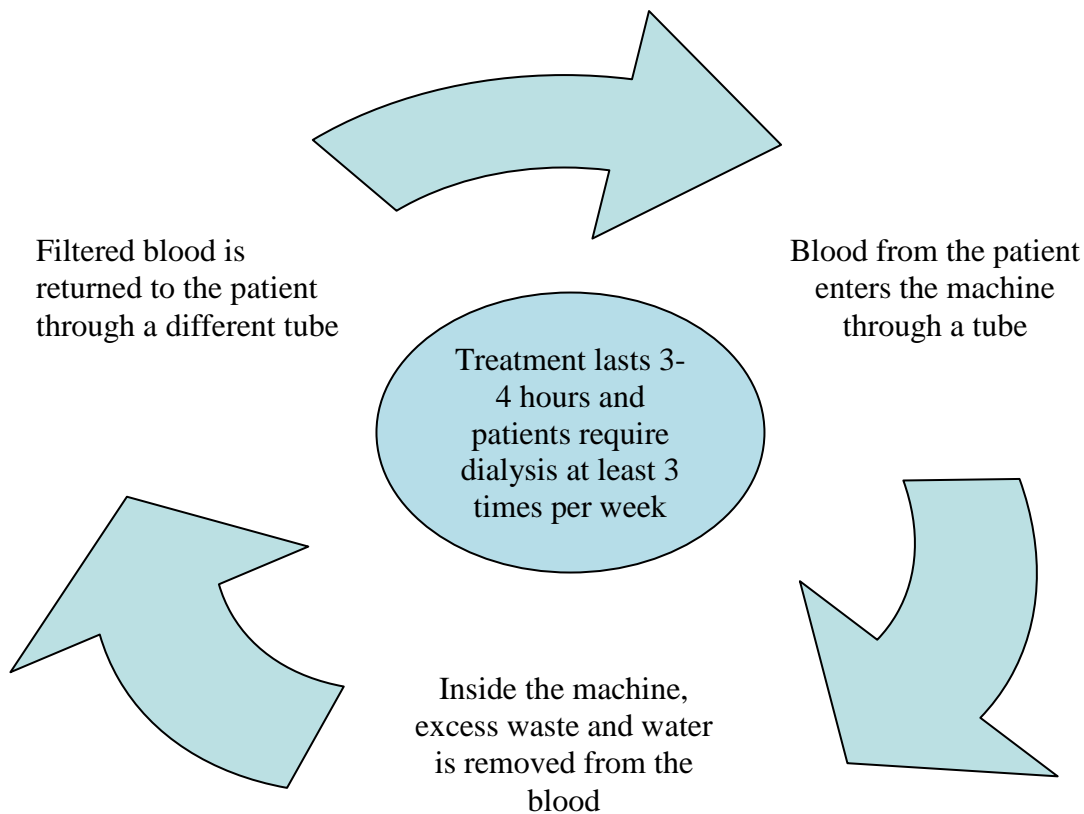 Filtered blood is
returned to the patient
through a different tube
Blood from the patient
enters the machine
through a tube
Treatment lasts 3-
4 hours and
patients require
dialysis at least 3
times per week
Inside the machine,
excess waste and water
is removed from the
blood